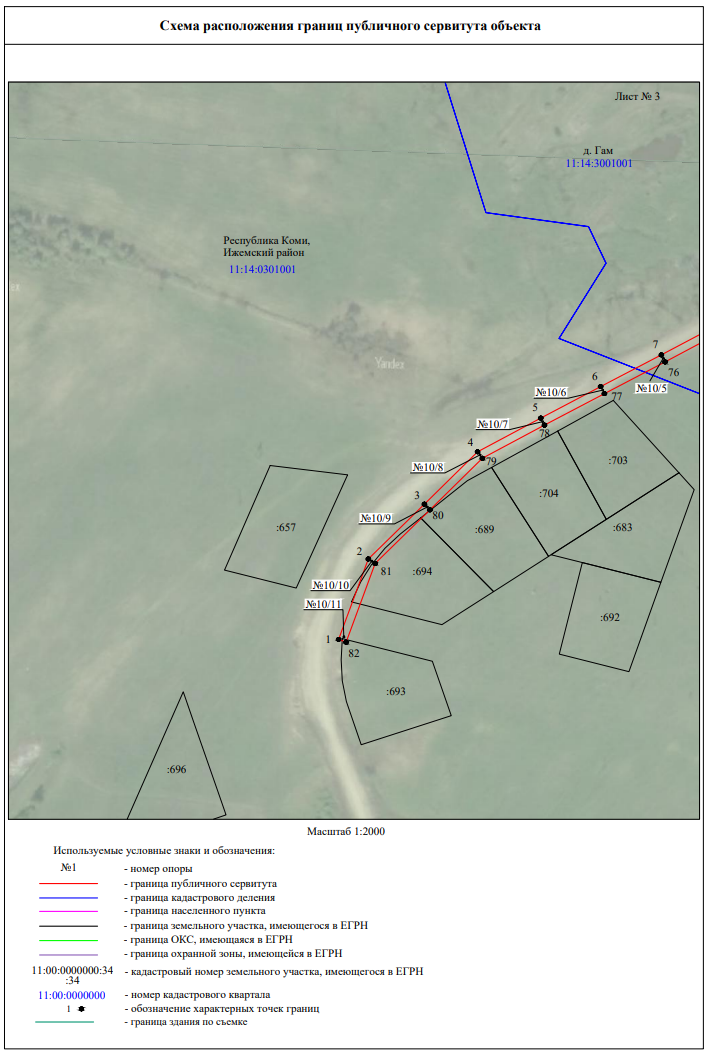 Схема расположения границ публичного сервитута объекта
Лист № 3
д. Гам
11:14:3001001
Республика Коми,
Ижемский район
11:14:0301001
Yandex
7
76
№10/5
6
№10/6
77
5
№10/7
78
4
79
№10/8
:703
:704
3
80
№10/9
:657
:689
:683
2
81
:694
№10/10
№10/11
:692
1
82
:693
:696
Масштаб 1:2000
Используемые условные знаки и обозначения:
№1 - номер опоры
- граница публичного сервитута
- граница кадастрового деления
- граница населенного пункта
- граница земельного участка, имеющегося в ЕГРН
- граница ОКС, имеющаяся в ЕГРН
- граница охранной зоны, имеющейся в ЕГРН
11:00:0000000:34 - кадастровый номер земельного участка, имеющегося в ЕГРН
:34
11:00:0000000 - номер кадастрового квартала
1 - обозначение характерных точек границ
- граница здания по съемке